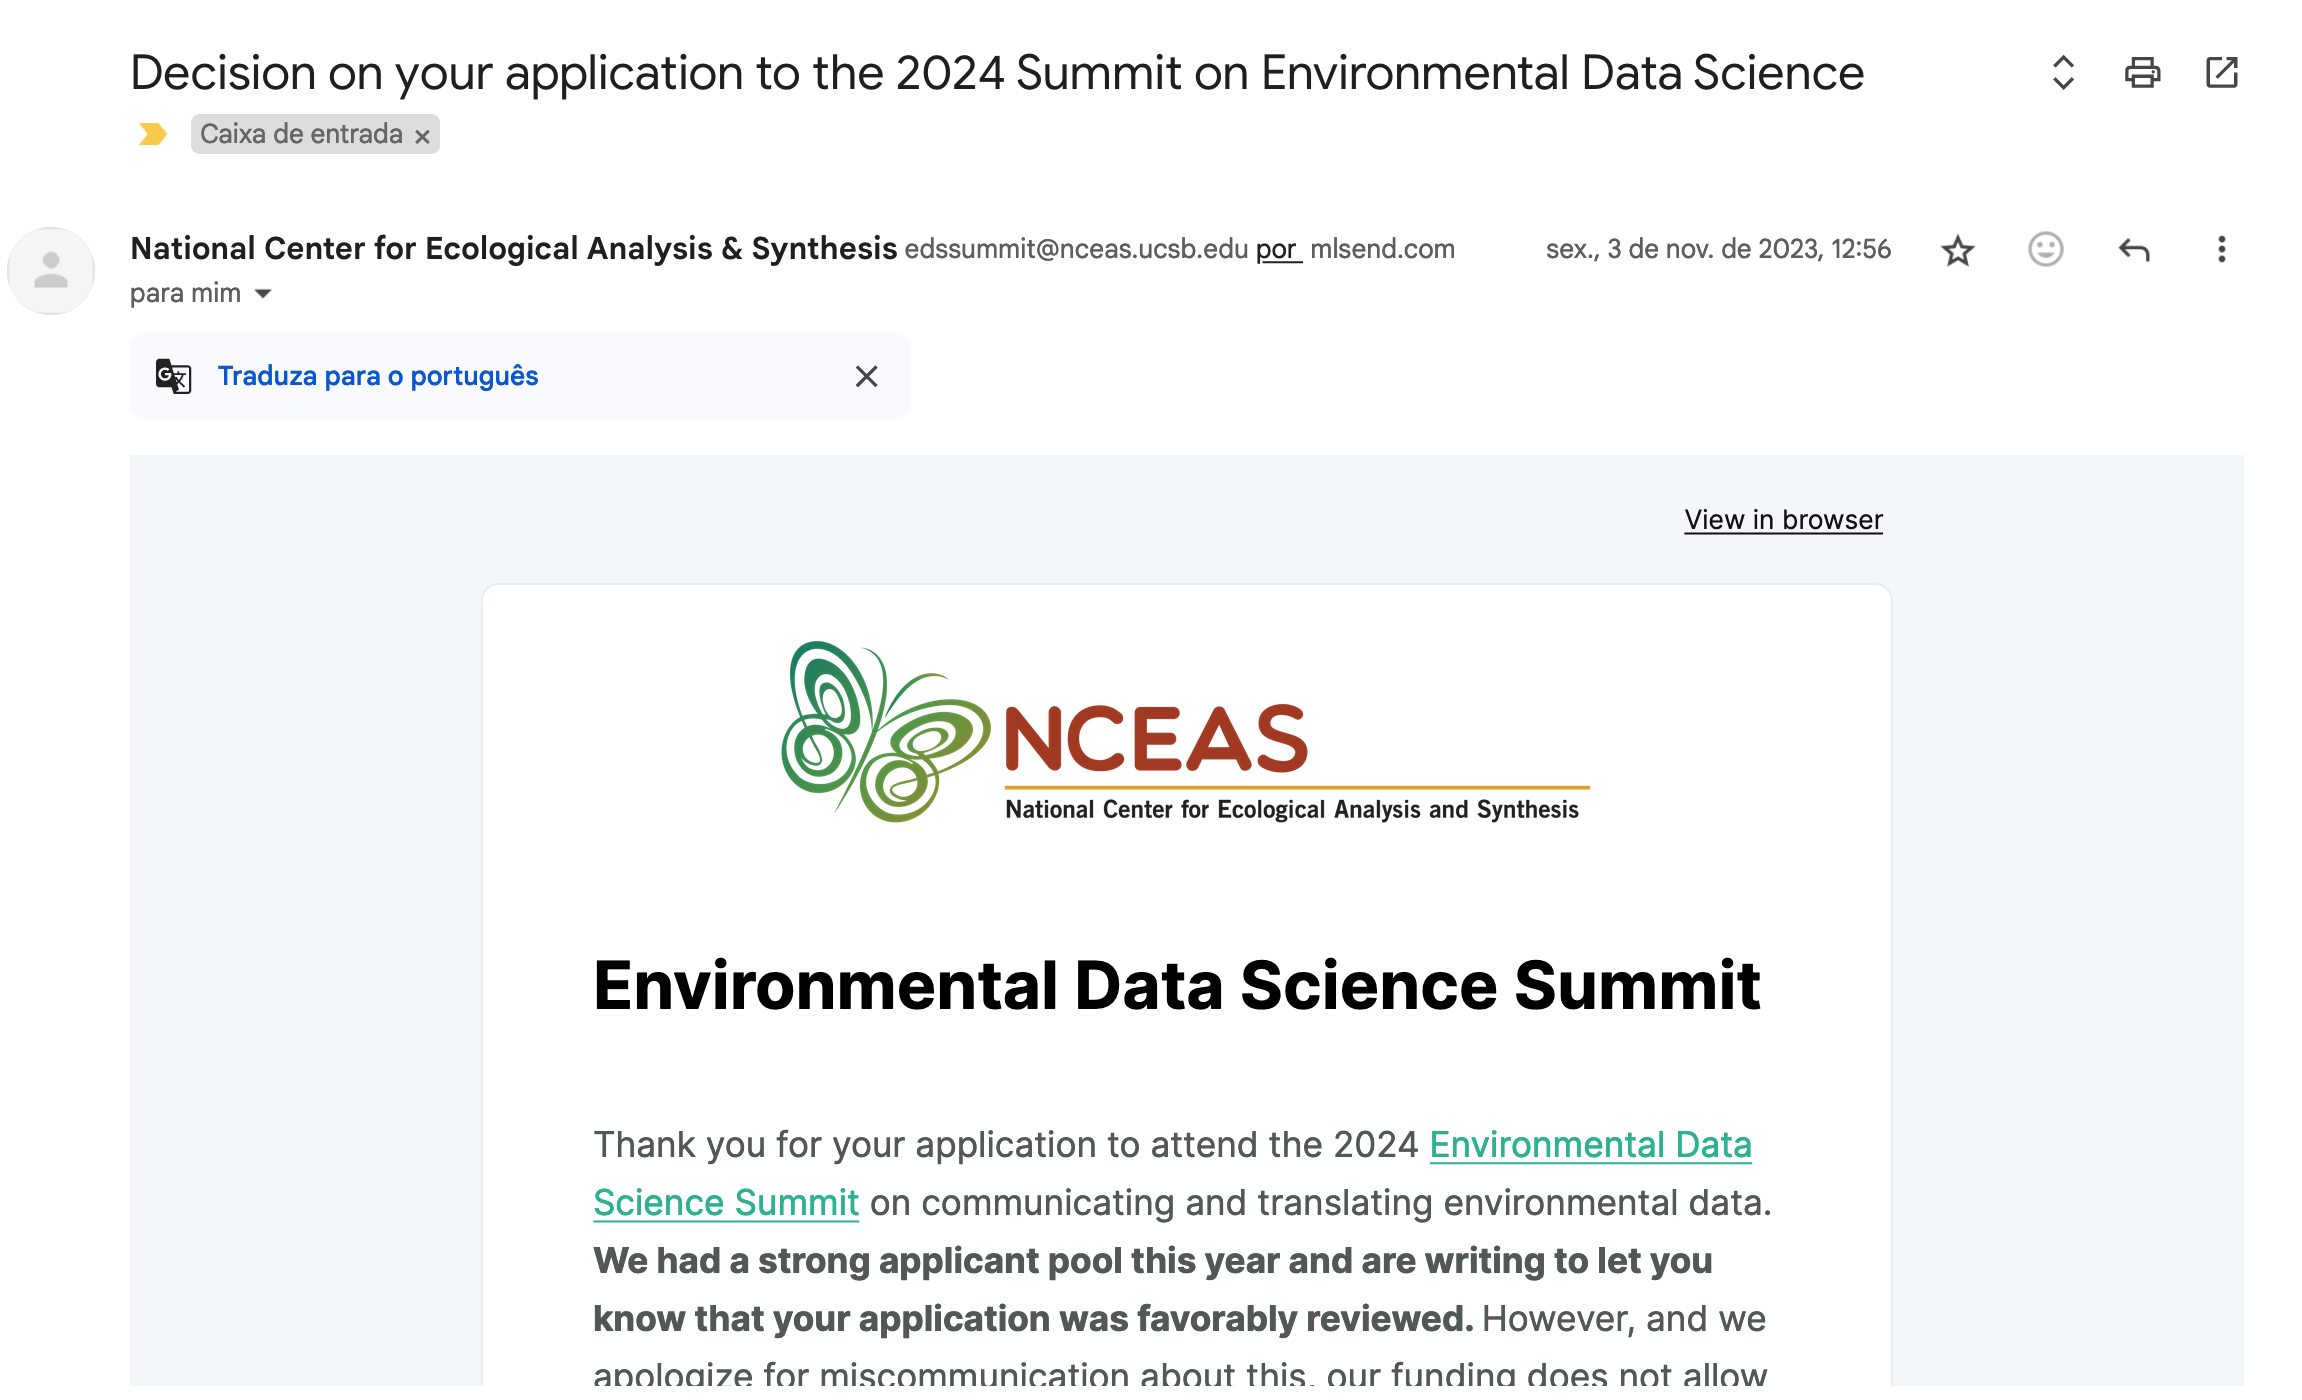 Decision on your application to the 2024 Summit on Environmental Data Science
Caixa de entrada ×
National Center for Ecological Analysis & Synthesis edssummit@nceas.ucsb.edu por mlsend.com
sex., 3 de nov. de 2023, 12:56
para mim
Traduza para o português
View in browser
NCEAS
National Center for Ecological Analysis and Synthesis
Environmental Data Science Summit
Thank you for your application to attend the 2024 Environmental Data
Science Summit on communicating and translating environmental data.
We had a strong applicant pool this year and are writing to let you
know that your application was favorably reviewed. However, and we
apologize for miscommunication about this, our funding does not allow